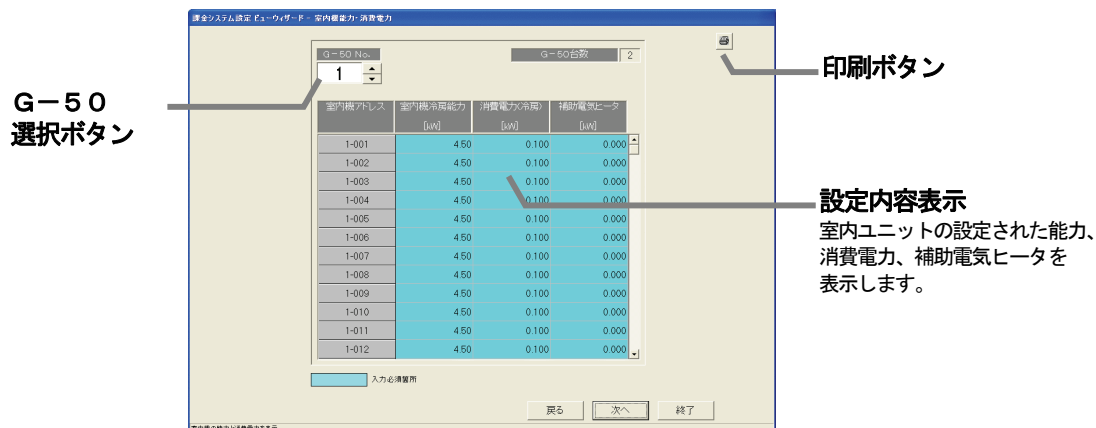 課金システム設定 ビューウィザード - 室内機能力・消費電力
G-50 No.
G-50台数 2
1
印刷ボタン
G-50
選択ボタン
室内機アドレス 室内機冷房能力 消費電力(冷房) 補助電気ヒータ
[kW] [kW] [kW]
1-001 4.50 0.100 0.000
1-002 4.50 0.100 0.000
1-003 4.50 0.100 0.000
1-004 4.50 0.100 0.000
1-005 4.50 0.100 0.000
1-006 4.50 0.100 0.000
1-007 4.50 0.100 0.000
1-008 4.50 0.100 0.000
1-009 4.50 0.100 0.000
1-010 4.50 0.100 0.000
1-011 4.50 0.100 0.000
1-012 4.50 0.100 0.000
設定内容表示
室内ユニットの設定された能力、
消費電力、補助電気ヒータを
表示します。
入力必須箇所
戻る 次へ 終了